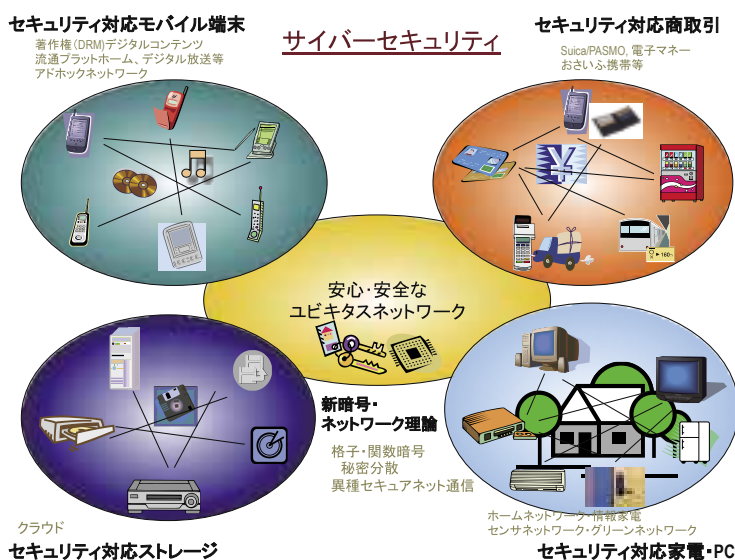 セキュリティ対応モバイル端末
著作権(DRM)デジタルコンテンツ
流通プラットホーム、デジタル放送等
アドホックネットワーク
サイバーセキュリティ
セキュリティ対応商取引
Suica/PASMO, 電子マネー
おさいふ携帯等
¥
160
安心・安全な
ユビキタスネットワーク
新暗号・
ネットワーク理論
格子・関数暗号
秘密分散
異種セキュアネット通信
クラウド
セキュリティ対応ストレージ
ホームネットワーク・情報家電
センサネットワーク・グリーンネットワーク
セキュリティ対応家電・PC